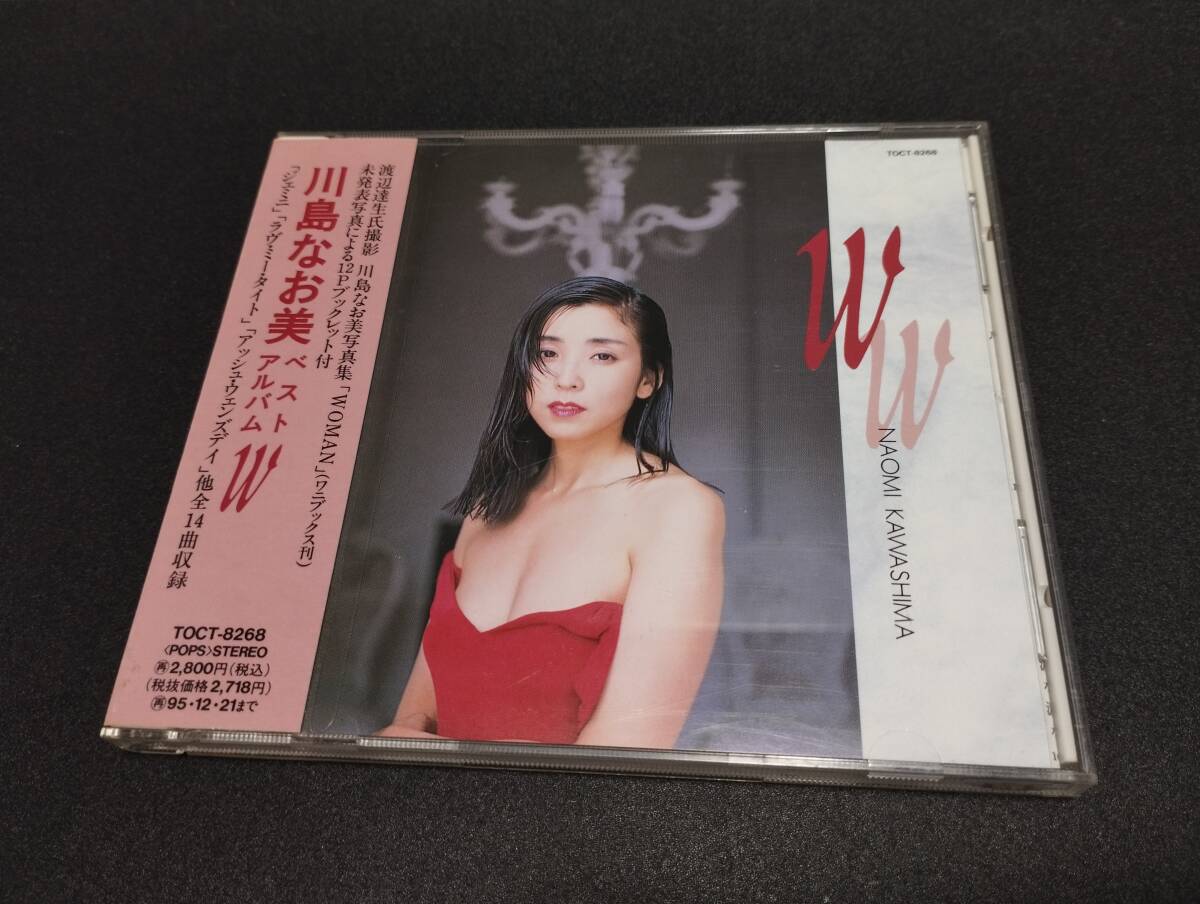 渡辺達生氏撮影 川島なお美写真集「WOMAN」(ワニブックス刊)
未発表写真による12Pブックレット付
川島なお美
ベスト
アルバム
W
「ジェミニ」「ラヴ・ミー・タイト」「アッシュ・ウェンズデイ」他全14曲収録
TOCT-8268
〈POPS〉STEREO
再2,800円(税込)
(税抜価格2,718円)
再95・12・21まで
TOCT-8268
W
W
NAOMI KAWASHIMA